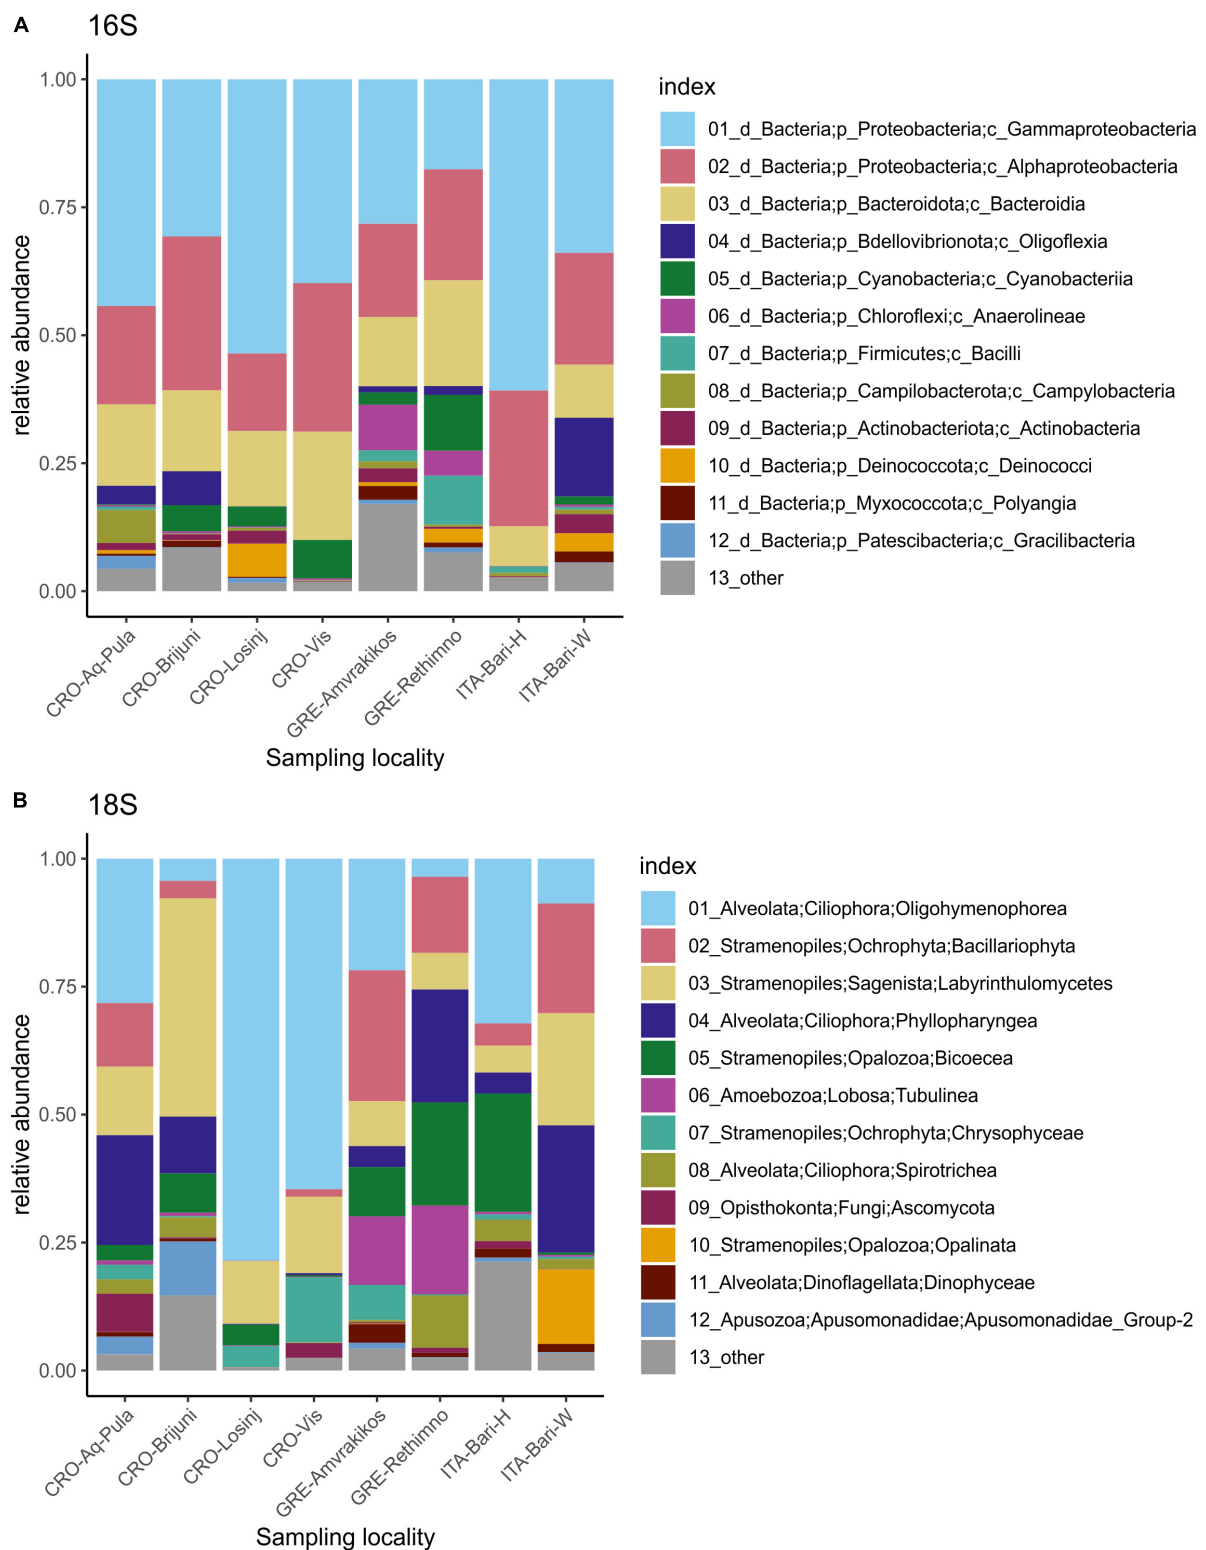 A
16S
1.00
0.75
0.50
0.25
0.00
relative abundance
CRO-Aq-Pula
CRO-Brijuni
CRO-Losinj
CRO-Vis
GRE-Amvrakikos
GRE-Rethimno
ITA-Bari-H
ITA-Bari-W
Sampling locality
index
01_d_Bacteria;p_Proteobacteria;c_Gammaproteobacteria
02_d_Bacteria;p_Proteobacteria;c_Alphaproteobacteria
03_d_Bacteria;p_Bacteroidota;c_Bacteroidia
04_d_Bacteria;p_Bdellovibrionota;c_Oligoflexia
05_d_Bacteria;p_Cyanobacteria;c_Cyanobacteriia
06_d_Bacteria;p_Chloroflexi;c_Anaerolineae
07_d_Bacteria;p_Firmicutes;c_Bacilli
08_d_Bacteria;p_Campilobacterota;c_Campylobacteria
09_d_Bacteria;p_Actinobacteriota;c_Actinobacteria
10_d_Bacteria;p_Deinococcota;c_Deinococci
11_d_Bacteria;p_Myxococcota;c_Polyangia
12_d_Bacteria;p_Patescibacteria;c_Gracilibacteria
13_other
B
18S
1.00
0.75
0.50
0.25
0.00
relative abundance
CRO-Aq-Pula
CRO-Brijuni
CRO-Losinj
CRO-Vis
GRE-Amvrakikos
GRE-Rethimno
ITA-Bari-H
ITA-Bari-W
Sampling locality
index
01_Alveolata;Ciliophora;Oligohymenophorea
02_Stramenopiles;Ochrophyta;Bacillariophyta
03_Stramenopiles;Sagenista;Labyrinthulomycetes
04_Alveolata;Ciliophora;Phyllopharyngea
05_Stramenopiles;Opalozoa;Bicoecea
06_Amoebozoa;Lobosa;Tubulinea
07_Stramenopiles;Ochrophyta;Chrysophyceae
08_Alveolata;Ciliophora;Spirotrichea
09_Opisthokonta;Fungi;Ascomycota
10_Stramenopiles;Opalozoa;Opalinata
11_Alveolata;Dinoflagellata;Dinophyceae
12_Apusozoa;Apusomonadidae;Apusomonadidae_Group-2
13_other